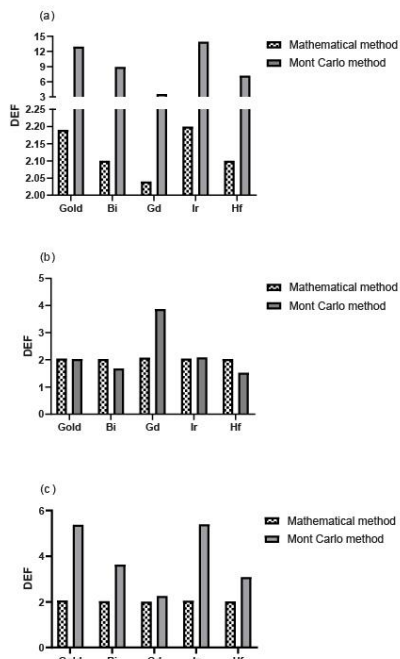 (a)
15
12
9
6
3
2.25
2.20
2.15
2.10
2.05
2.00
DEF
Gold Bi Gd Ir Hf
Mathematical method
Mont Carlo method
(b)
5
4
3
2
1
0
DEF
Gold Bi Gd Ir Hf
Mathematical method
Mont Carlo method
(c)
6
4
2
0
DEF
Mathematical method
Mont Carlo method